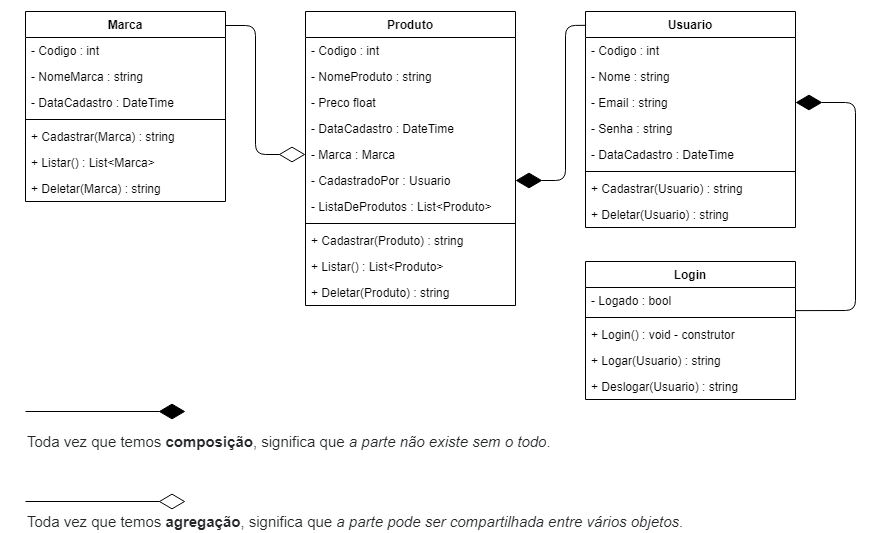 Marca
- Codigo : int
- NomeMarca : string
- DataCadastro : DateTime
+ Cadastrar(Marca) : string
+ Listar() : List<Marca>
+ Deletar(Marca) : string
Produto
- Codigo : int
- NomeProduto : string
- Preco float
- DataCadastro : DateTime
- Marca : Marca
- CadastradoPor : Usuario
- ListaDeProdutos : List<Produto>
+ Cadastrar(Produto) : string
+ Listar() : List<Produto>
+ Deletar(Produto) : string
Usuario
- Codigo : int
- Nome : string
- Email : string
- Senha : string
- DataCadastro : DateTime
+ Cadastrar(Usuario) : string
+ Deletar(Usuario) : string
Login
- Logado : bool
+ Login() : void - construtor
+ Logar(Usuario) : string
+ Deslogar(Usuario) : string
Toda vez que temos composição, significa que a parte não existe sem o todo.
Toda vez que temos agregação, significa que a parte pode ser compartilhada entre vários objetos.